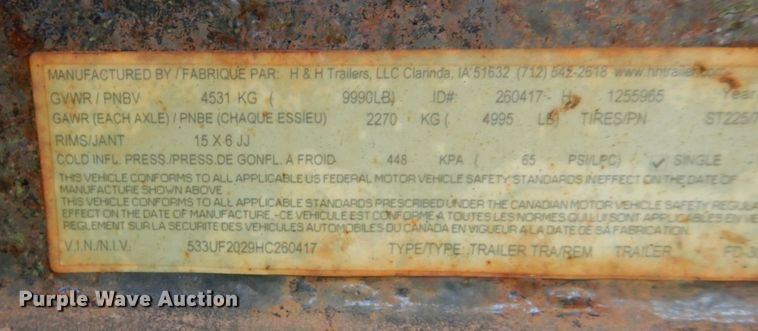 MANUFACTURED BY / FABRIQUE PAR: H & H Trailers, LLC Clarinda, IA 51632 (712) 542-2618 www.hhtrailer.co
GVWR / PNBV 4531 KG ( 9990LB) ID#: 260417- H 1255965 Year
GAWR (EACH AXLE) / PNBE (CHAQUE ESSIEU) 2270 KG ( 4995 LB) TIRES/PN ST225/7
RIMS/JANT 15 X 6 JJ
COLD INFL. PRESS./PRESS.DE GONFL. A FROID 448 KPA ( 65 PSI/LPC) ✓ SINGLE
THIS VEHICLE CONFORMS TO ALL APPLICABLE US FEDERAL MOTOR VEHICLE SAFETY STANDARDS IN EFFECT ON THE DATE OF
MANUFACTURE SHOWN ABOVE
THIS VEHICLE CONFORMS TO ALL APPLICABLE STANDARDS PRESCRIBED UNDER THE CANADIAN MOTOR VEHICLE SAFETY REGULA
EFFECT ON THE DATE OF MANUFACTURE - CE VEHICULE EST CONFORME A TOUTES LES NORMES QUI LUI SONT APPLICABLES EN VE
REGLEMENT SUR LA SECURITE DES VEHICULES AUTOMOBILES DU CANADA EN VIGUEUR A LA DATE DE SA FABRICATION
V.I.N./N.I.V. 533UF2029HC260417 TYPE/TYPE: TRAILER TRA/REM TRAILER
Purple Wave Auction